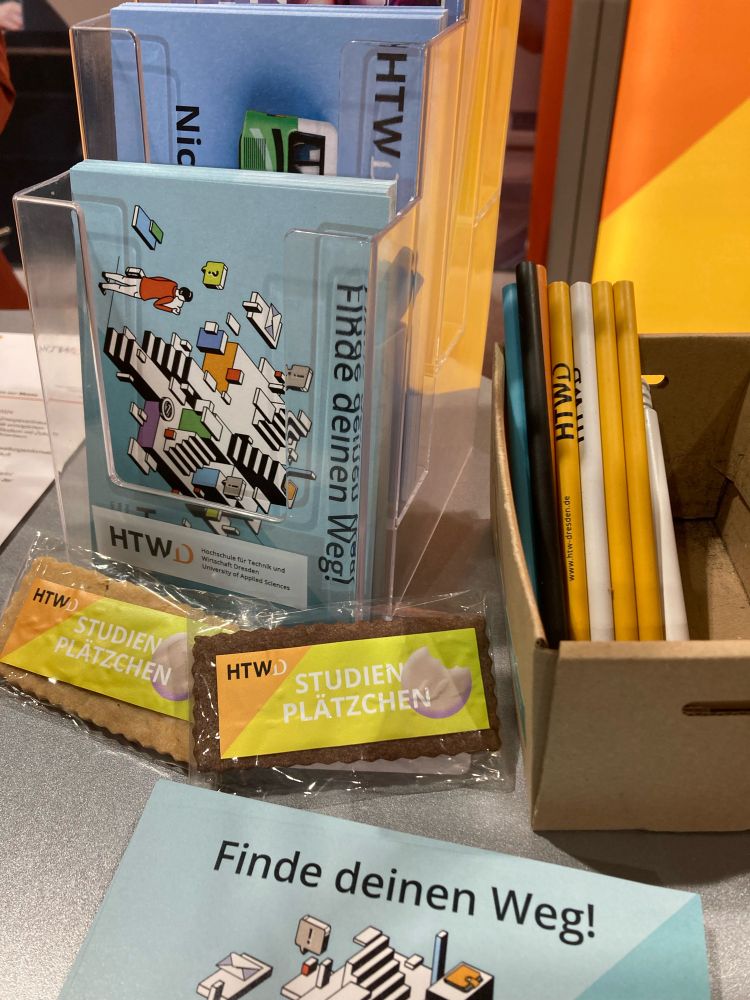 Nic
HTWD
Finde deinen Weg!
HTWD
Hochschule für Technik und
Wirtschaft Dresden
University of Applied Sciences
HTWD
STUDIEN
PLÄTZCHEN
HTWD
STUDIEN
PLÄTZCHEN
HTWD
www.htw-dresden.de
Finde deinen Weg!